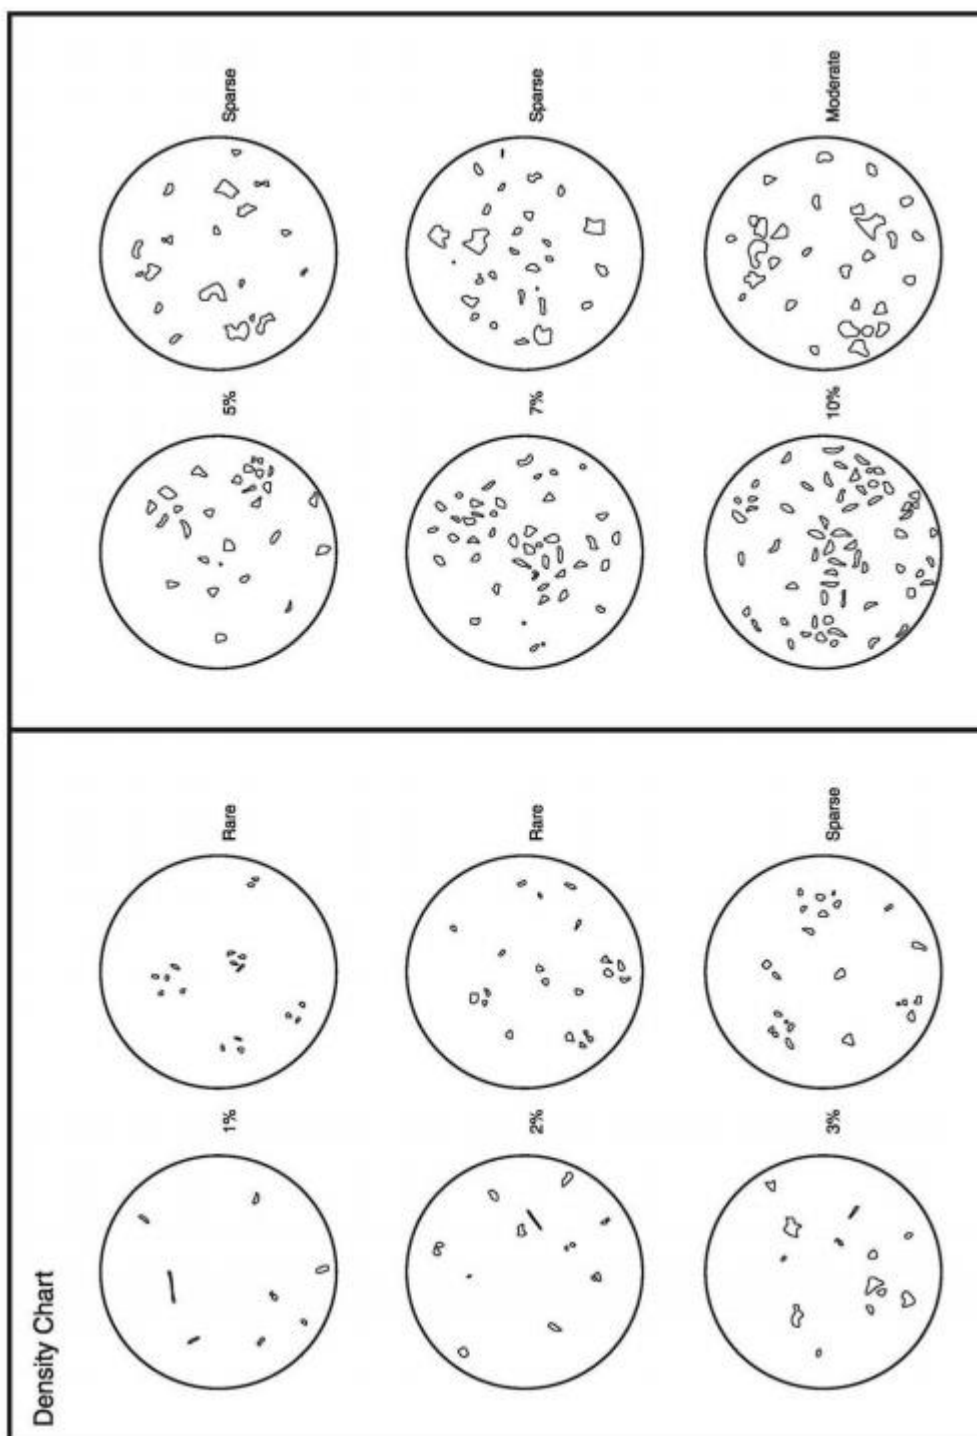 Density Chart
1% Rare
2% Rare
3% Sparse
5% Sparse
7% Sparse
10% Moderate